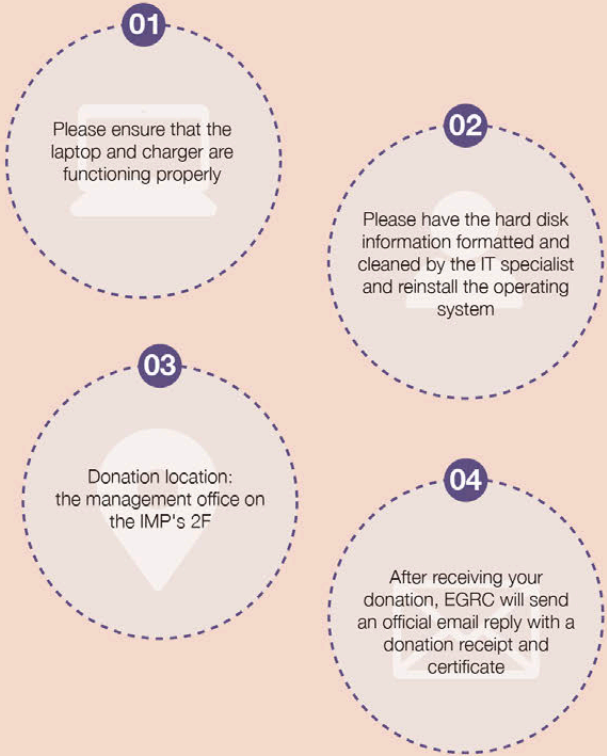 01
Please ensure that the
laptop and charger are
functioning properly
02
Please have the hard disk
information formatted and
cleaned by the IT specialist
and reinstall the operating
system
03
Donation location:
the management office on
the IMP's 2F
04
After receiving your
donation, EGRC will send
an official email reply with a
donation receipt and
certificate